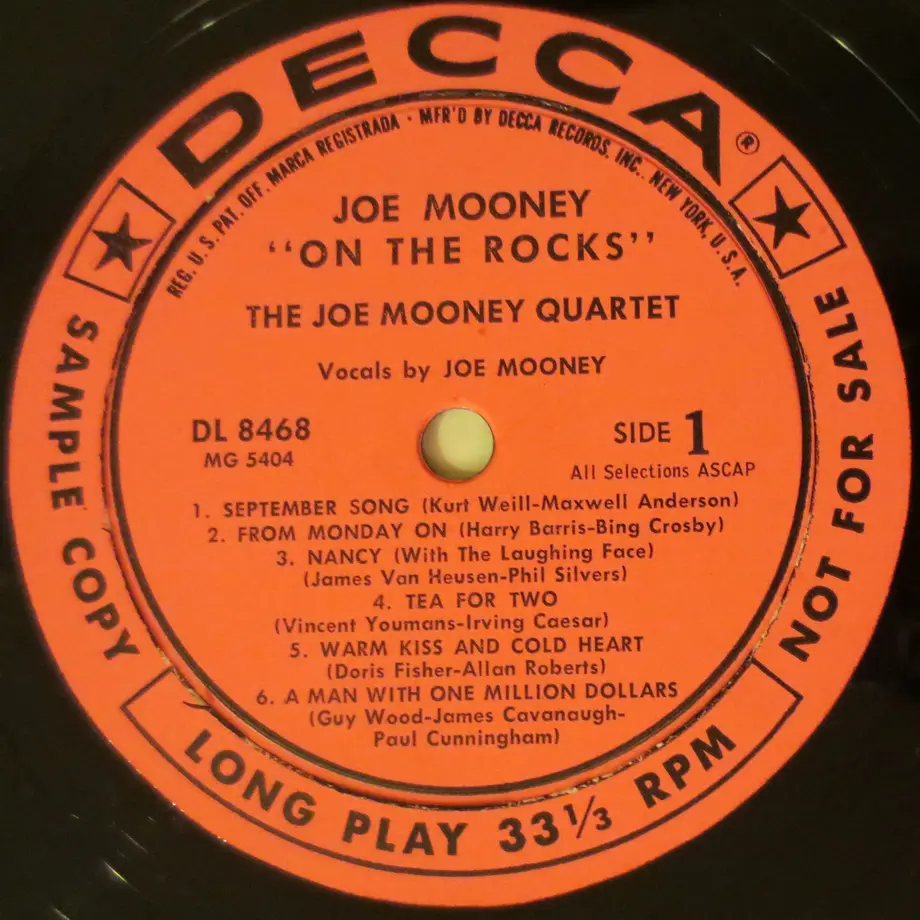 DECCA®
REG. U. S. PAT. OFF. MARCA REGISTRADA · MFR'D BY DECCA RECORDS, INC., NEW YORK, U. S. A.
JOE MOONEY
“ON THE ROCKS”
THE JOE MOONEY QUARTET
Vocals by JOE MOONEY
DL 8468
MG 5404
SIDE 1
All Selections ASCAP
1. SEPTEMBER SONG (Kurt Weill-Maxwell Anderson)
2. FROM MONDAY ON (Harry Barris-Bing Crosby)
3. NANCY (With The Laughing Face)
(James Van Heusen-Phil Silvers)
4. TEA FOR TWO
(Vincent Youmans-Irving Caesar)
5. WARM KISS AND COLD HEART
(Doris Fisher-Allan Roberts)
6. A MAN WITH ONE MILLION DOLLARS
(Guy Wood-James Cavanaugh-
Paul Cunningham)
SAMPLE COPY
NOT FOR SALE
LONG PLAY 33⅓ RPM